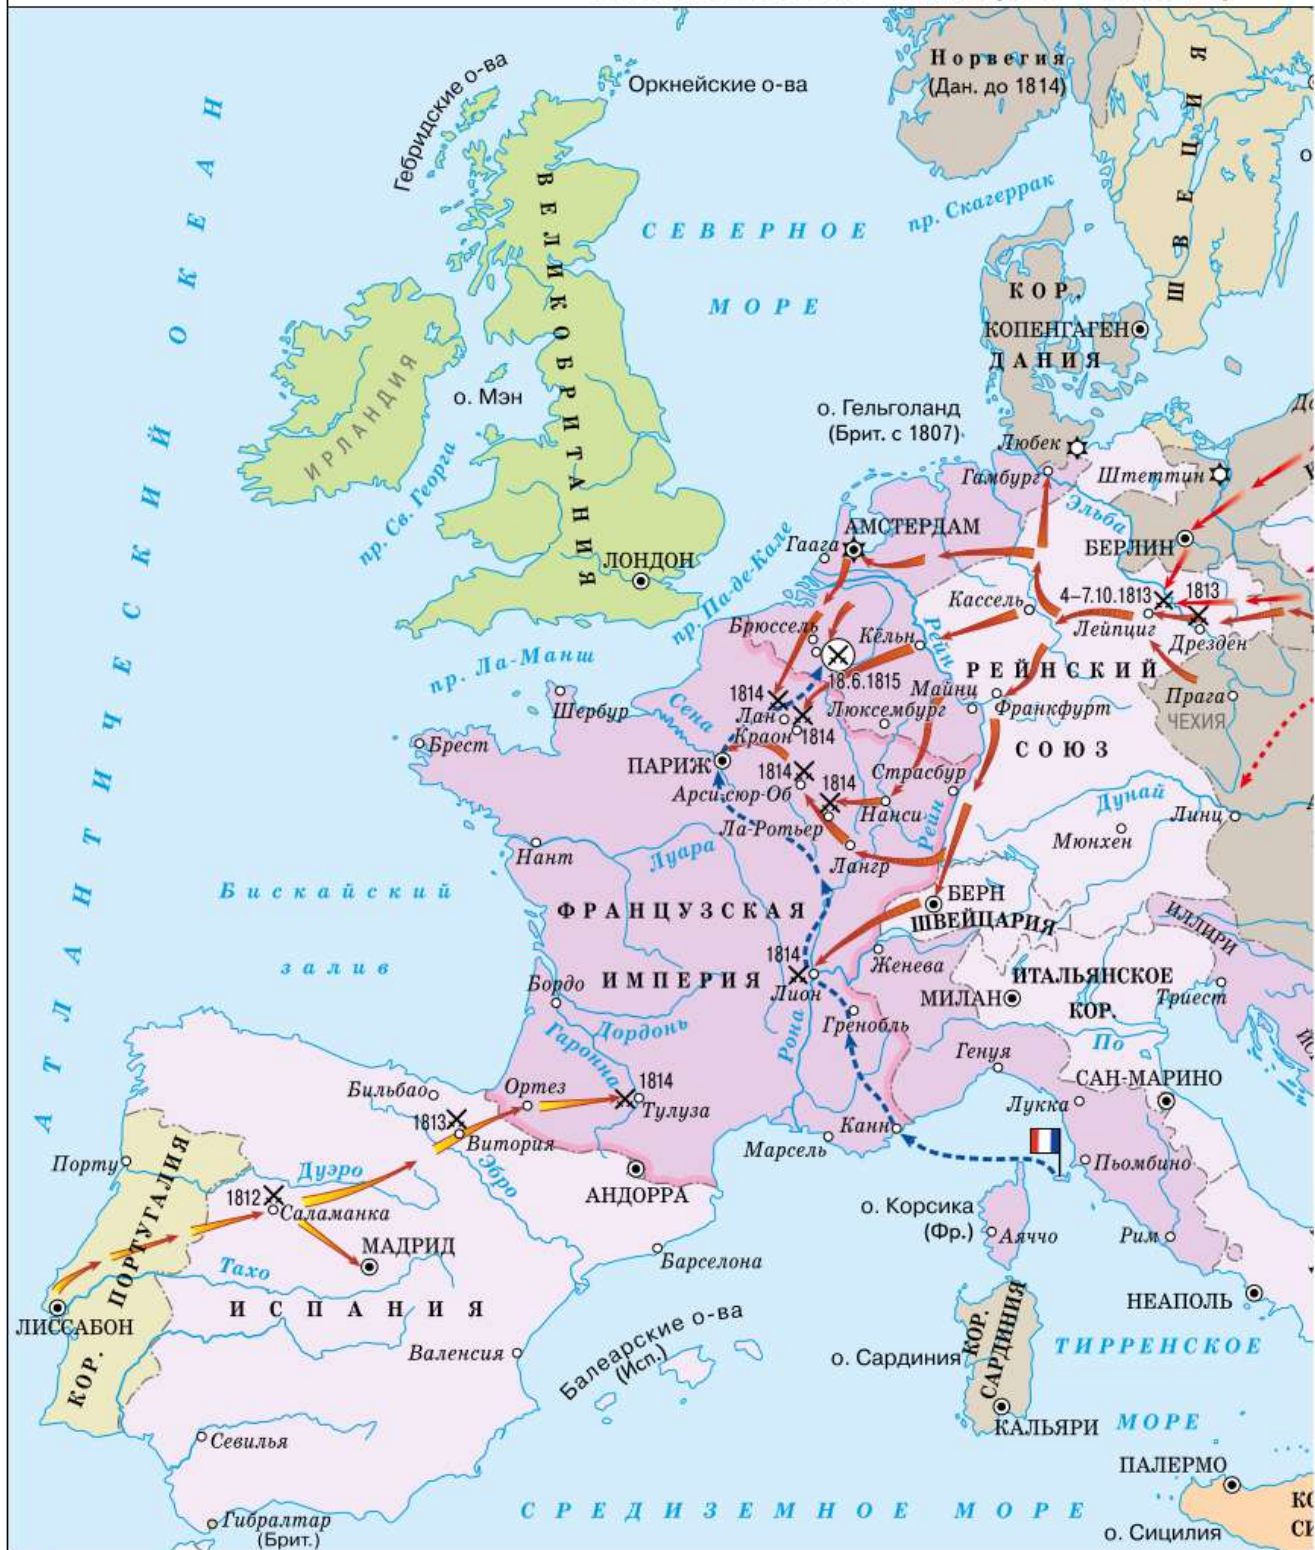 Норвегия
(Дан. до 1814)
ШВЕЦИЯ
Гебридские о-ва
Оркнейские о-ва
АТЛАНТИЧЕСКИЙ ОКЕАН
ВЕЛИКОБРИТАНИЯ
СЕВЕРНОЕ
МОРЕ
пр. Скагеррак
КОР.
КОПЕНГАГЕН
ДАНИЯ
ИРЛАНДИЯ
о. Мэн
о. Гельголанд
(Брит. с 1807)
Любек
Гамбург
Штеттин
Эльба
пр. Св. Георга
ЛОНДОН
пр. Па-де-Кале
Гаага
АМСТЕРДАМ
БЕРЛИН
4–7.10.1813
1813
Кассель
Лейпциг
Дрезден
Брюссель
Кёльн
Рейн
18.6.1815
РЕЙНСКИЙ
СОЮЗ
Прага
ЧЕХИЯ
пр. Ла-Манш
Шербур
Сена
1814
Лан
Краон
1814
Люксембург
Майнц
Франкфурт
Брест
ПАРИЖ
1814
Арси-сюр-Об
1814
Страсбур
Нанси
Рейн
Дунай
Линц
Мюнхен
Ла-Ротьер
Лангр
Нант
Луара
Бискайский
залив
ФРАНЦУЗСКАЯ
ИМПЕРИЯ
БЕРН
ШВЕЙЦАРИЯ
ИЛЛИРИ
1814
Лион
Женева
ИТАЛЬЯНСКОЕ
КОР.
МИЛАН
Триест
Бордо
Дордонь
Гаронна
Рона
Гренобль
По
Генуя
САН-МАРИНО
Лукка
Бильбао
Ортез
1814
Тулуза
1813
Витория
Марсель
Канн
Пьомбино
Порту
Дуэро
Эбро
АНДОРРА
1812
Саламанка
МАДРИД
Барселона
о. Корсика
(Фр.)
Аяччо
Рим
КОР. ПОРТУГАЛИЯ
Тахо
ИСПАНИЯ
ЛИССАБОН
НЕАПОЛЬ
Валенсия
Балеарские о-ва
(Исп.)
о. Сардиния
КОР.
САРДИНИЯ
ТИРРЕНСКОЕ
МОРЕ
КАЛЬЯРИ
Севилья
ПАЛЕРМО
Гибралтар
(Брит.)
СРЕДИЗЕМНОЕ МОРЕ
о. Сицилия